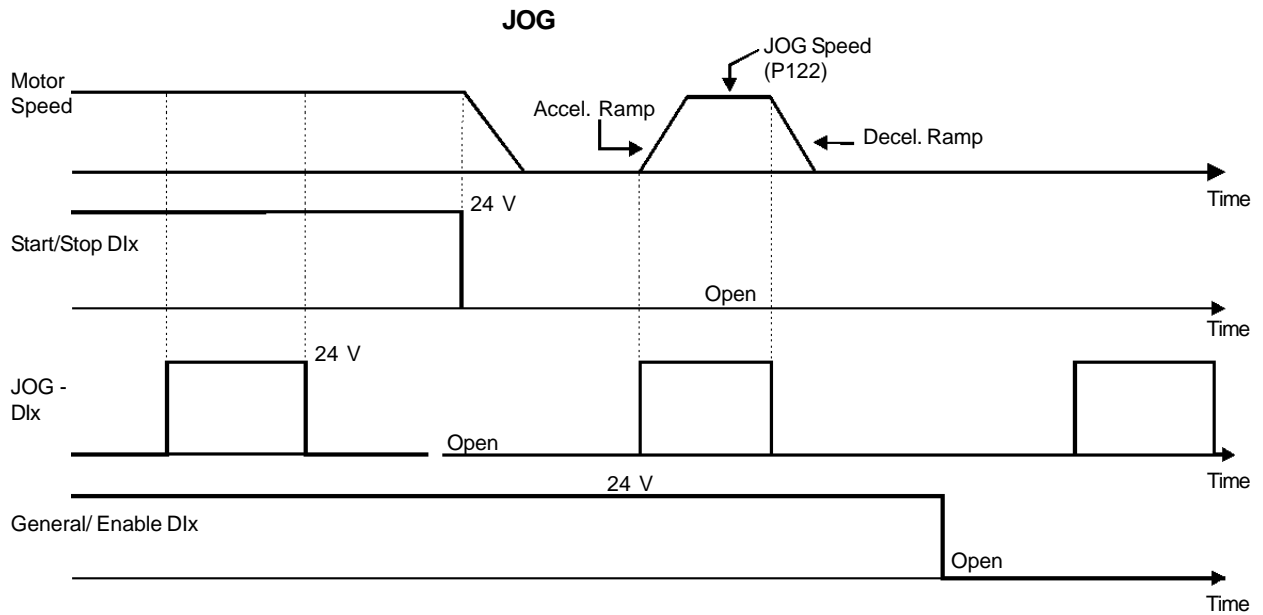 JOG
JOG Speed
(P122)
Motor
Speed
Accel. Ramp
Decel. Ramp
Time
24 V
Start/Stop DIx
Open
Time
24 V
JOG -
DIx
Open
Time
24 V
General/ Enable DIx
Open
Time